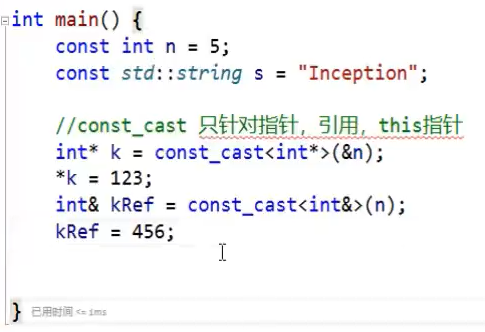 int main() {
const int n = 5;
const std::string s = "Inception";
//const_cast 只针对指针，引用，this指针
int* k = const_cast<int*>(&n);
*k = 123;
int& kRef = const_cast<int&>(n);
kRef = 456;
} 已用时间 <= 1ms